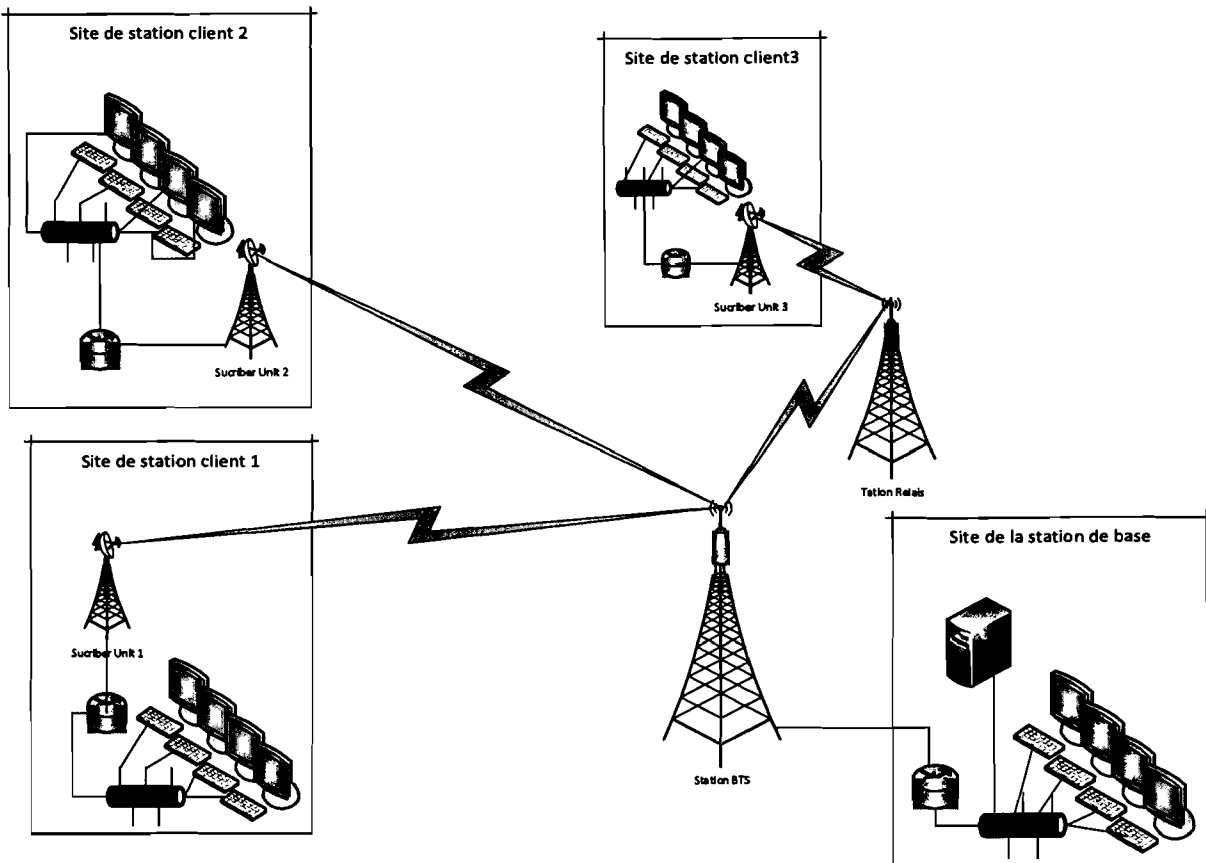 Site de station client 2
Site de station client3
Sucriber Unit 3
Sucriber Unit 2
Tation Relais
Site de station client 1
Site de la station de base
Sucriber Unit 1
Station BTS